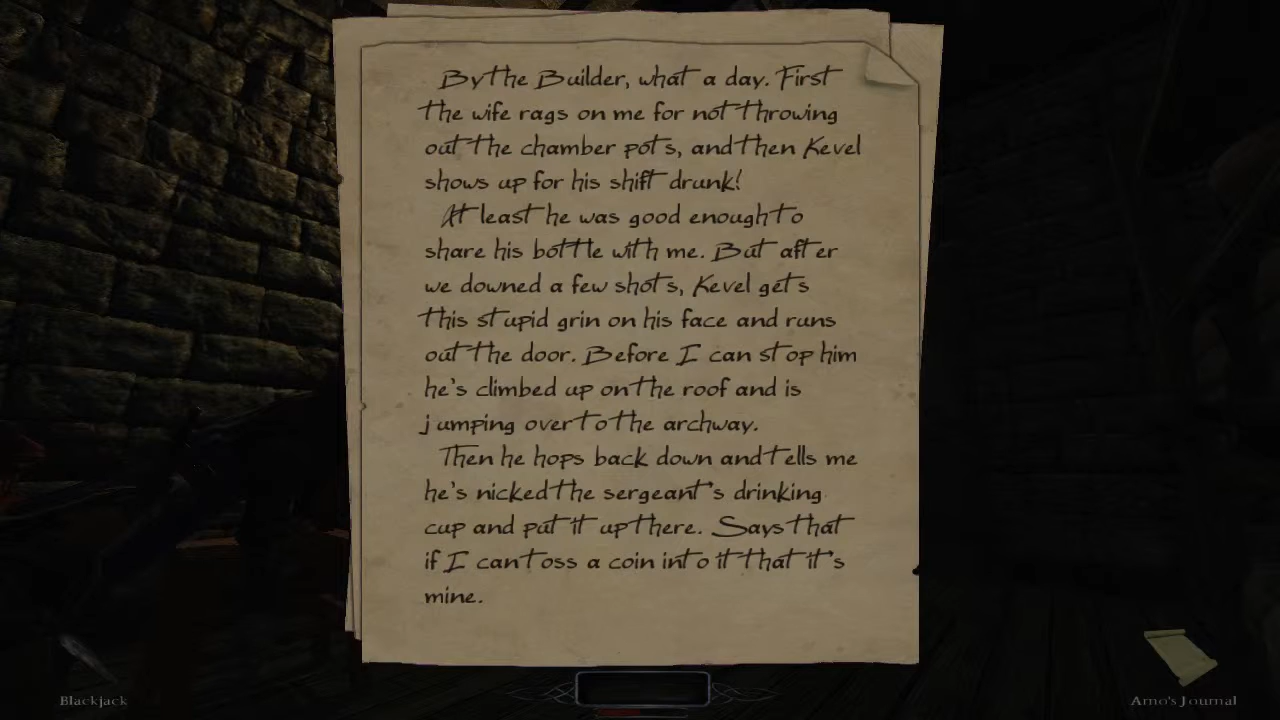 By the Builder, what a day. First
the wife rags on me for not throwing
out the chamber pots, and then Kevel
shows up for his shift drunk!
At least he was good enough to
share his bottle with me. But after
we downed a few shots, Kevel gets
this stupid grin on his face and runs
out the door. Before I can stop him
he's climbed up on the roof and is
jumping over to the archway.
Then he hops back down and tells me
he's nicked the sergeant's drinking
cup and put it up there. Says that
if I can toss a coin into it that it's
mine.
Blackjack
Arno's Journal